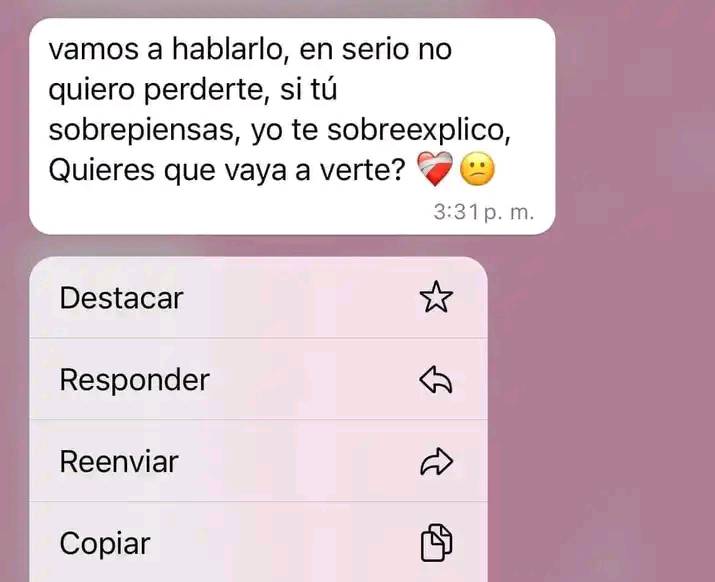 vamos a hablarlo, en serio no
quiero perderte, si tú
sobrepiensas, yo te sobreexplico,
Quieres que vaya a verte? ❤️‍🩹😕
3:31 p. m.
Destacar
Responder
Reenviar
Copiar